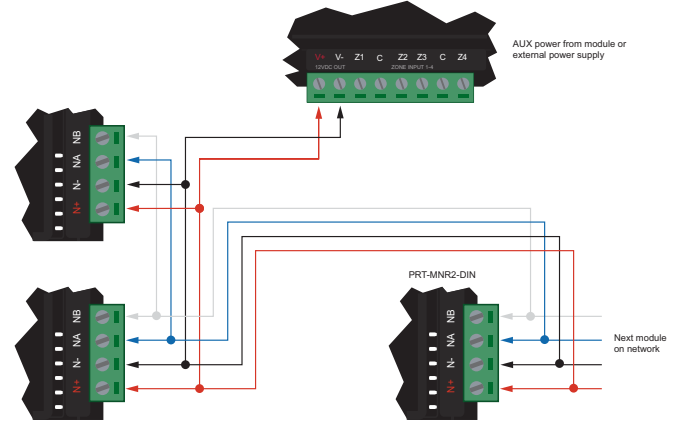 V+ V- Z1 C Z2 Z3 C Z4
12VDC OUT ZONE INPUT 1-4
AUX power from module or
external power supply
NB
NA
N-
N+
PRT-MNR2-DIN
NB
NA
N-
N+
NB
NA
N-
N+
Next module
on network